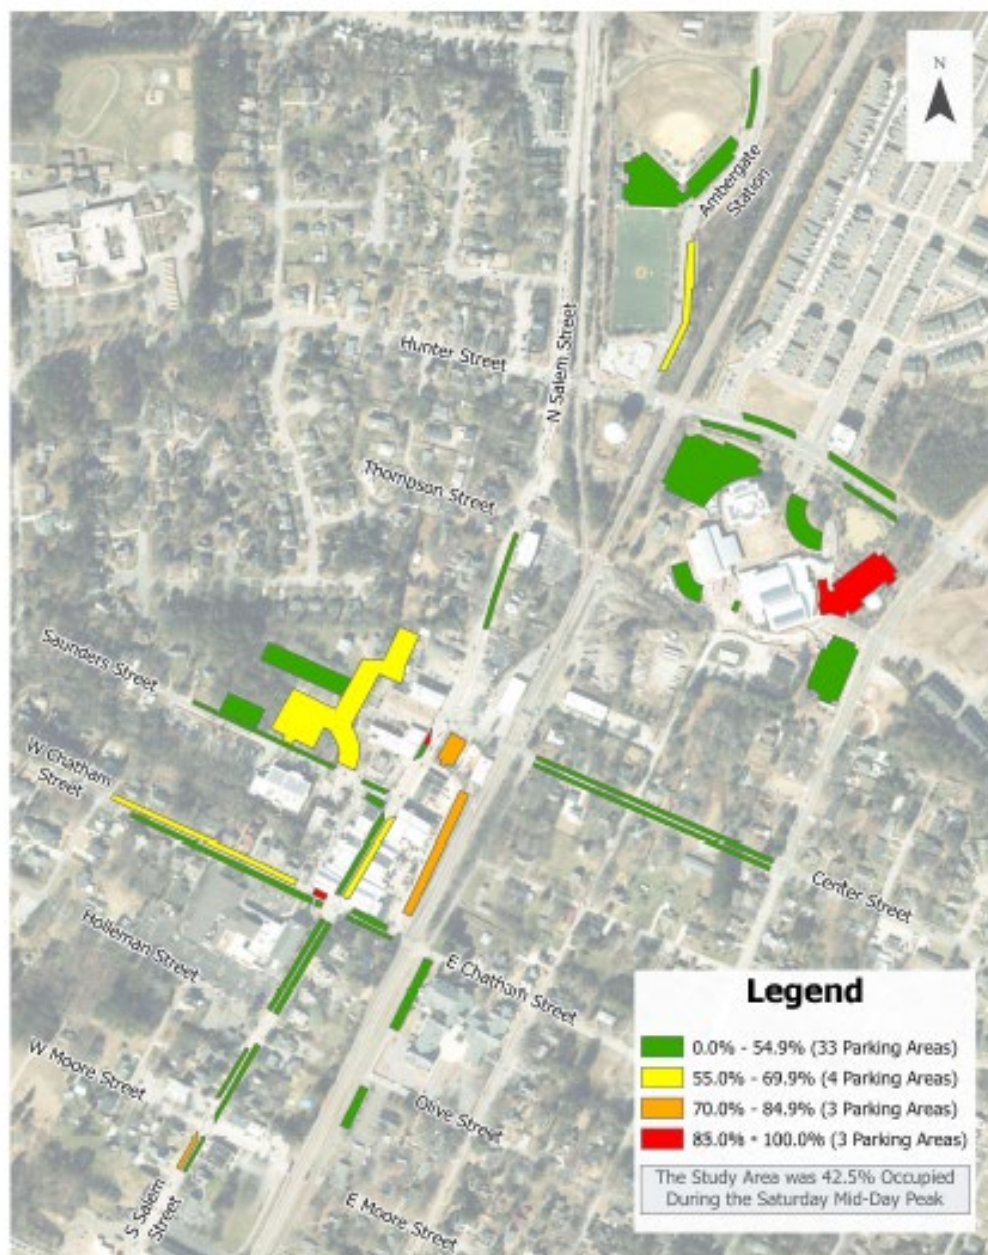 N
Ambergate
Station
Hunter Street
N Salem Street
Thompson Street
Saunders Street
W Chatham
Street
Center Street
Holleman Street
E Chatham Street
W Moore Street
Olive Street
S Salem
Street
E Moore Street
Legend
0.0% - 54.9% (33 Parking Areas)
55.0% - 69.9% (4 Parking Areas)
70.0% - 84.9% (3 Parking Areas)
85.0% - 100.0% (3 Parking Areas)
The Study Area was 42.5% Occupied
During the Saturday Mid-Day Peak